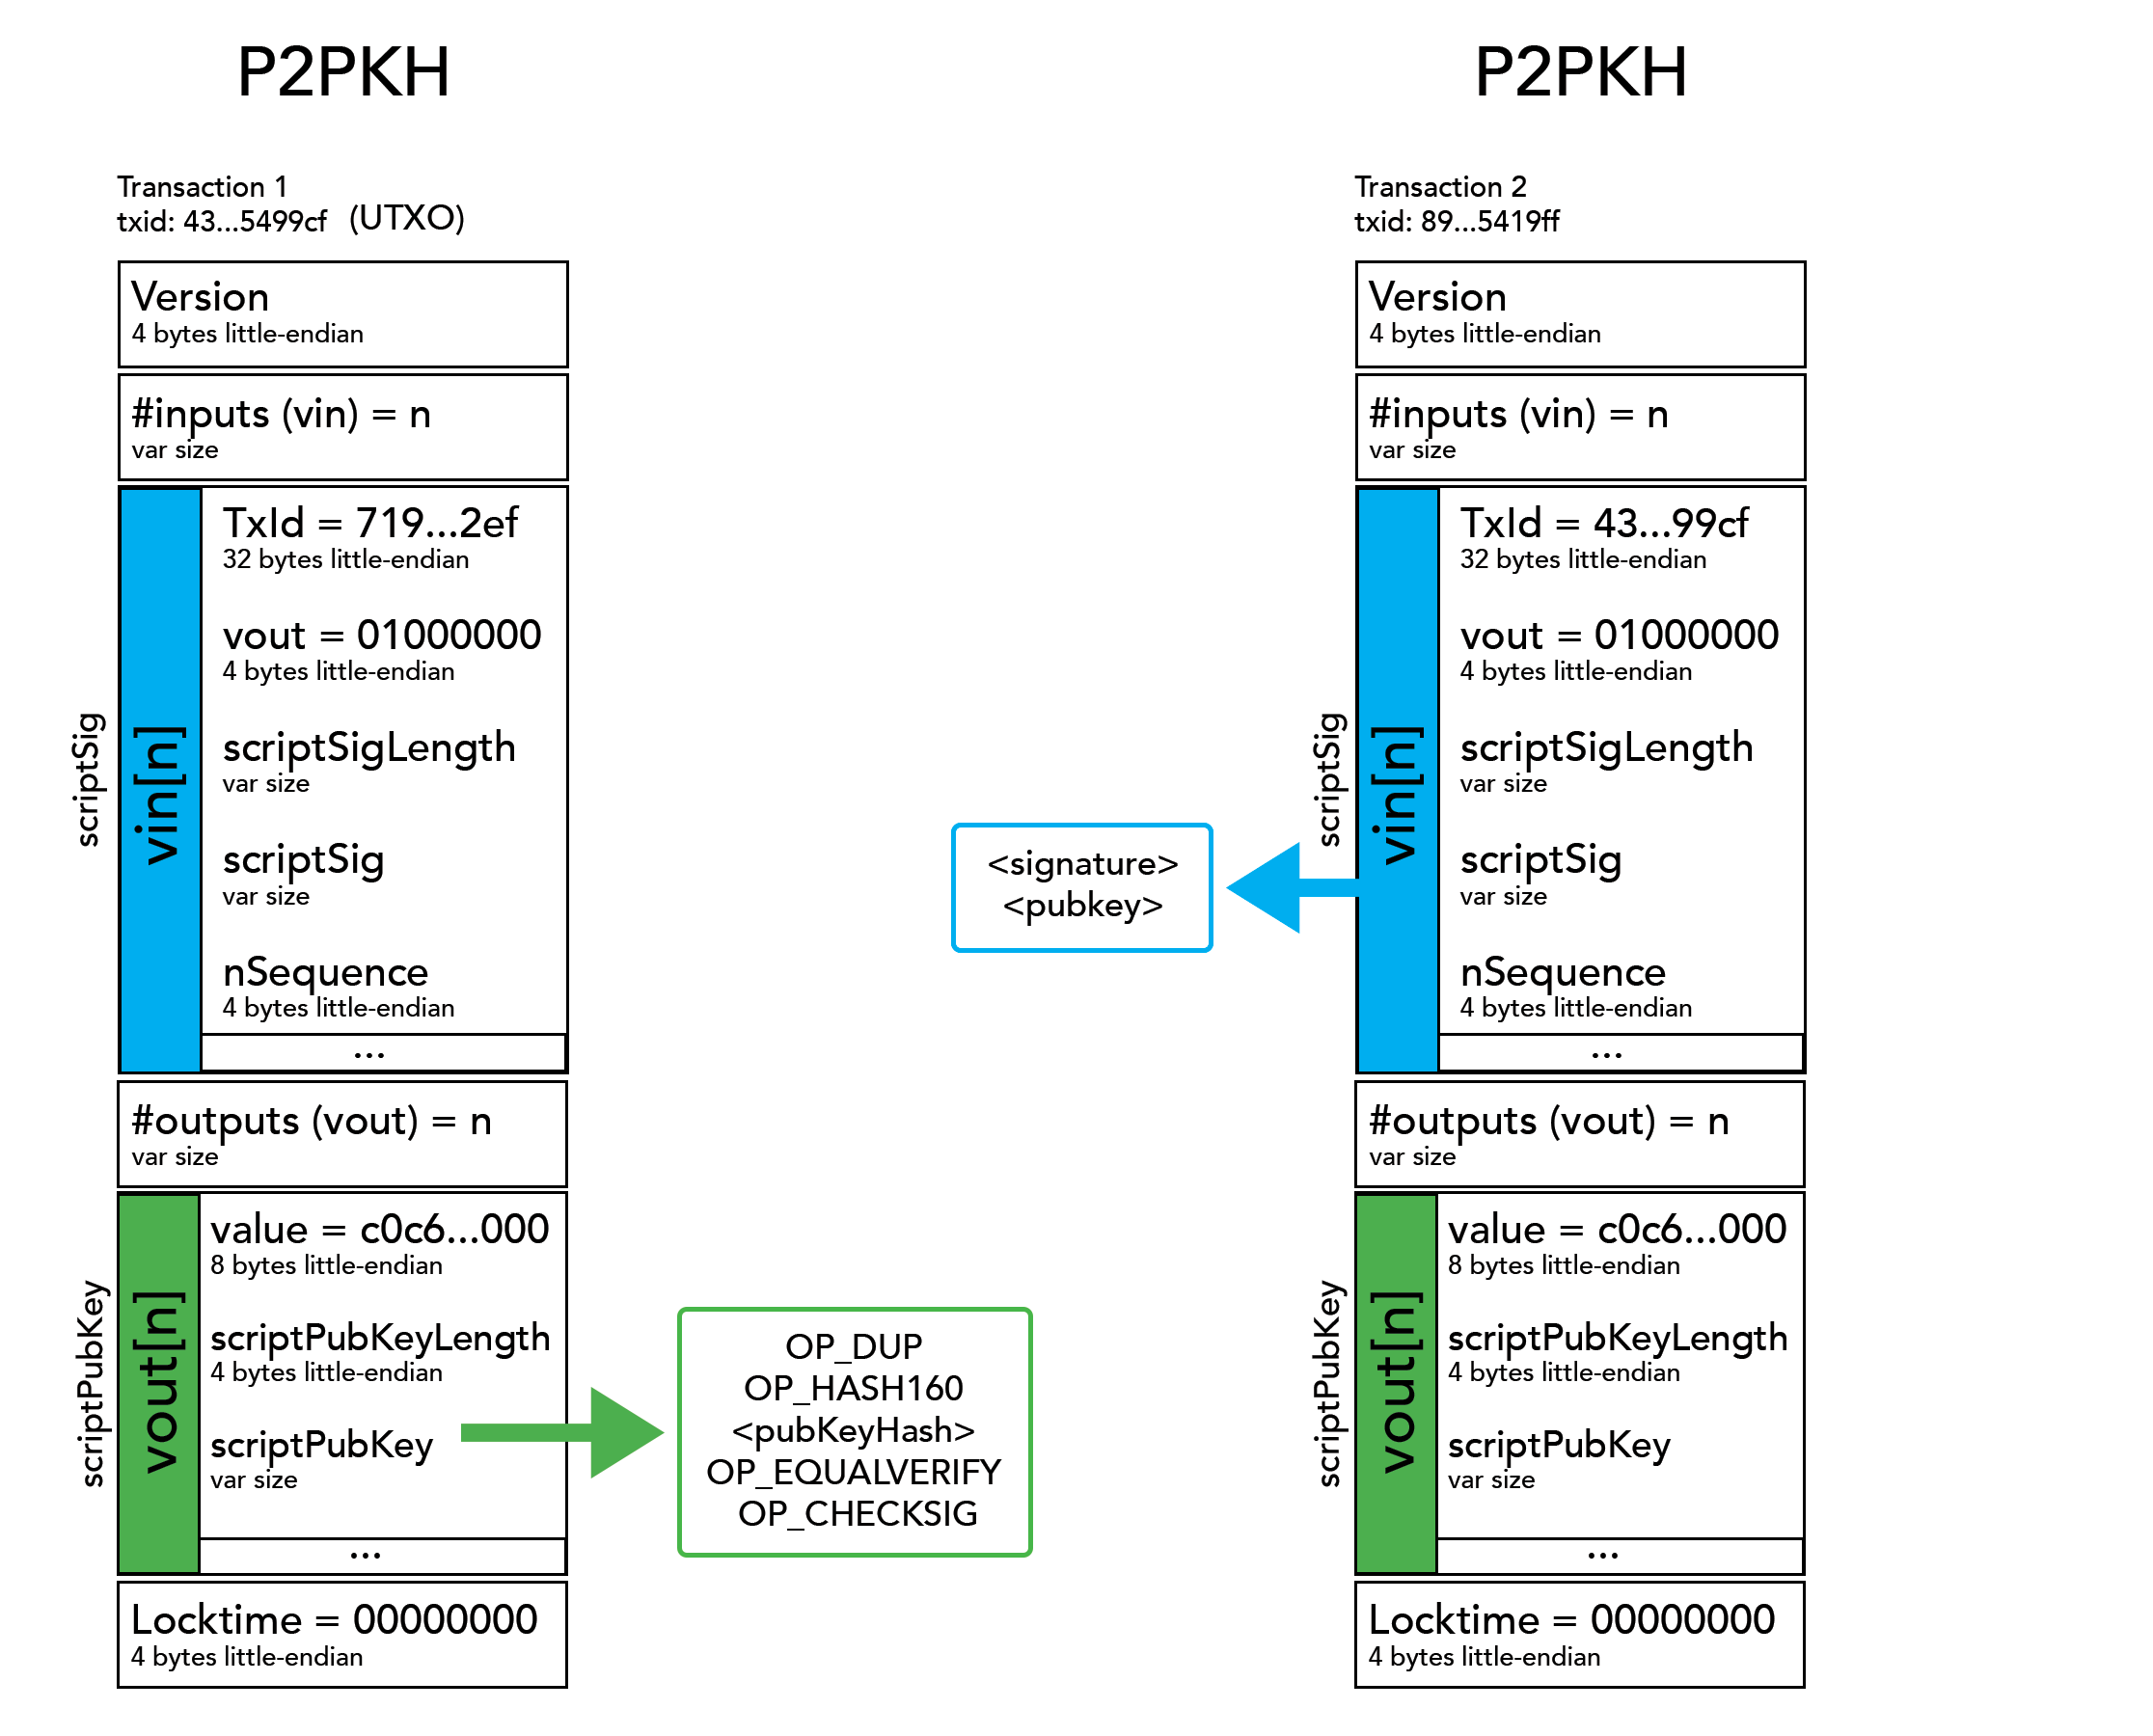 P2PKH
Transaction 1
txid: 43...5499cf (UTXO)
Version
4 bytes little-endian
#inputs (vin) = n
var size
scriptSig
vin[n]
TxId = 719...2ef
32 bytes little-endian
vout = 01000000
4 bytes little-endian
scriptSigLength
var size
scriptSig
var size
nSequence
4 bytes little-endian
...
#outputs (vout) = n
var size
scriptPubKey
vout[n]
value = c0c6...000
8 bytes little-endian
scriptPubKeyLength
4 bytes little-endian
scriptPubKey
var size
...
Locktime = 00000000
4 bytes little-endian
OP_DUP
OP_HASH160
<pubKeyHash>
OP_EQUALVERIFY
OP_CHECKSIG
<signature>
<pubkey>
P2PKH
Transaction 2
txid: 89...5419ff
Version
4 bytes little-endian
#inputs (vin) = n
var size
scriptSig
vin[n]
TxId = 43...99cf
32 bytes little-endian
vout = 01000000
4 bytes little-endian
scriptSigLength
var size
scriptSig
var size
nSequence
4 bytes little-endian
...
#outputs (vout) = n
var size
scriptPubKey
vout[n]
value = c0c6...000
8 bytes little-endian
scriptPubKeyLength
4 bytes little-endian
scriptPubKey
var size
...
Locktime = 00000000
4 bytes little-endian